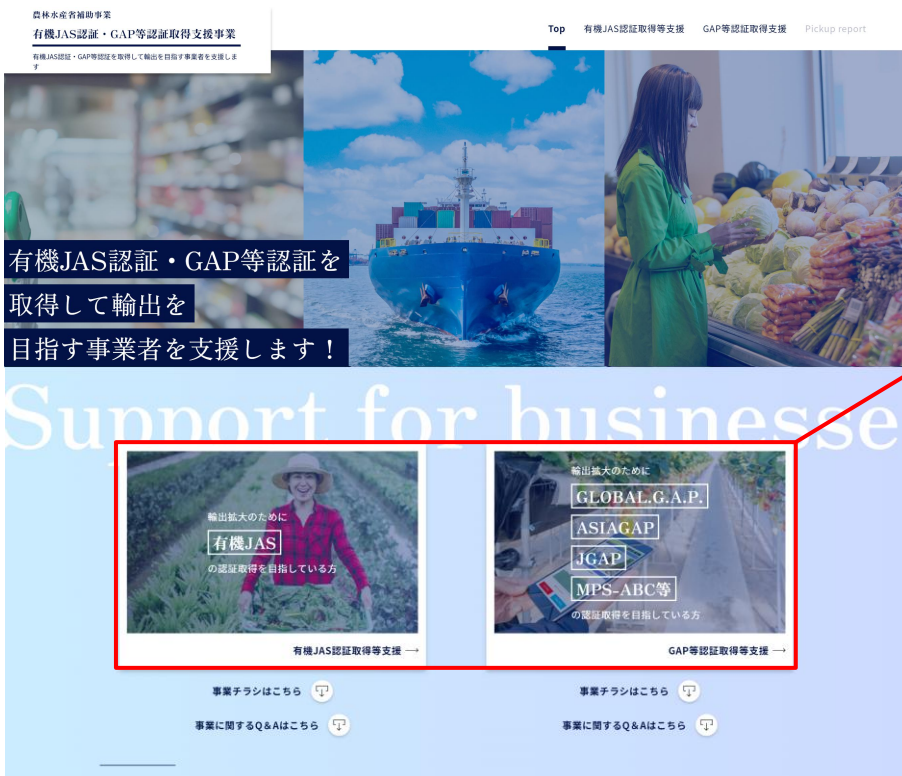 農林水産省補助事業
有機JAS認証・GAP等認証取得支援事業
有機JAS認証・GAP等認証を取得して輸出を目指す事業者を支援しま
す
Top 有機JAS認証取得等支援 GAP等認証取得支援 Pickup report
有機JAS認証・GAP等認証を
取得して輸出を
目指す事業者を支援します！
Support for businesse
輸出拡大のために
有機JAS
の認証取得を目指している方
有機JAS認証取得等支援 →
事業チラシはこちら
事業に関するQ&Aはこちら
輸出拡大のために
GLOBAL.G.A.P.
ASIAGAP
JGAP
MPS-ABC等
の認証取得を目指している方
GAP等認証取得等支援 →
事業チラシはこちら
事業に関するQ&Aはこちら